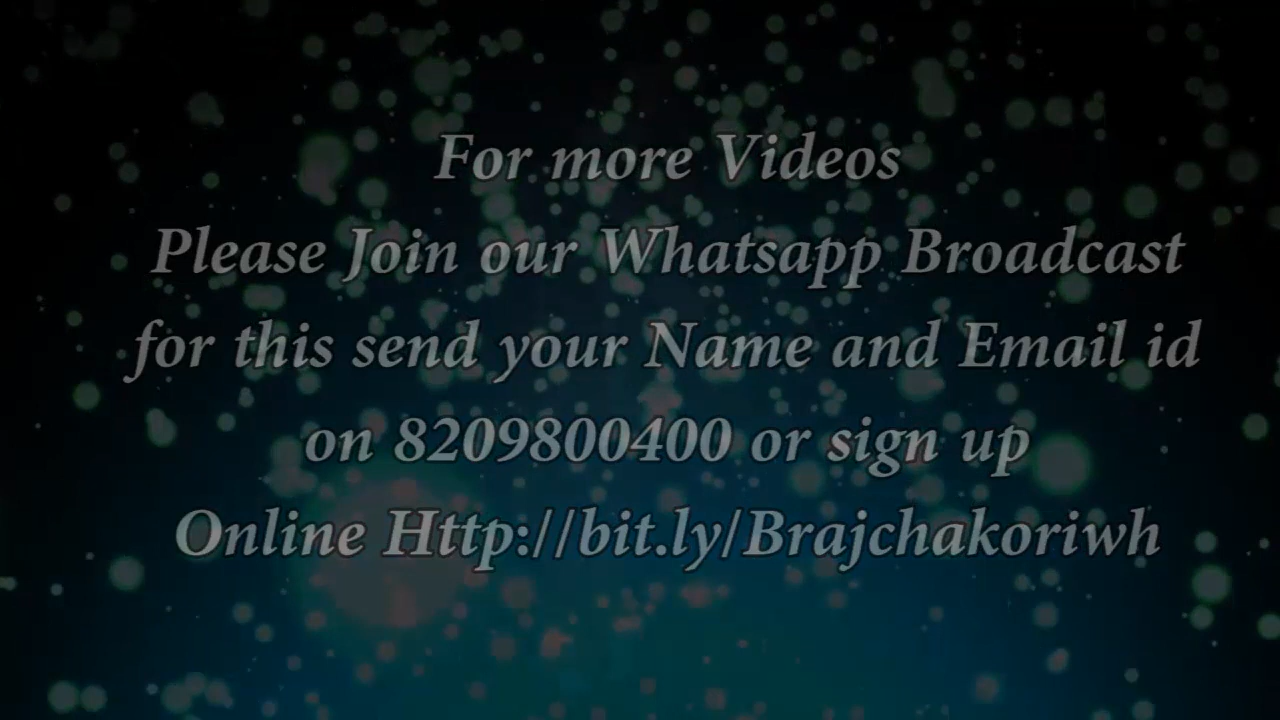 For more Videos
Please Join our Whatsapp Broadcast
for this send your Name and Email id
on 8209800400 or sign up
Online Http://bit.ly/Brajchakoriwh